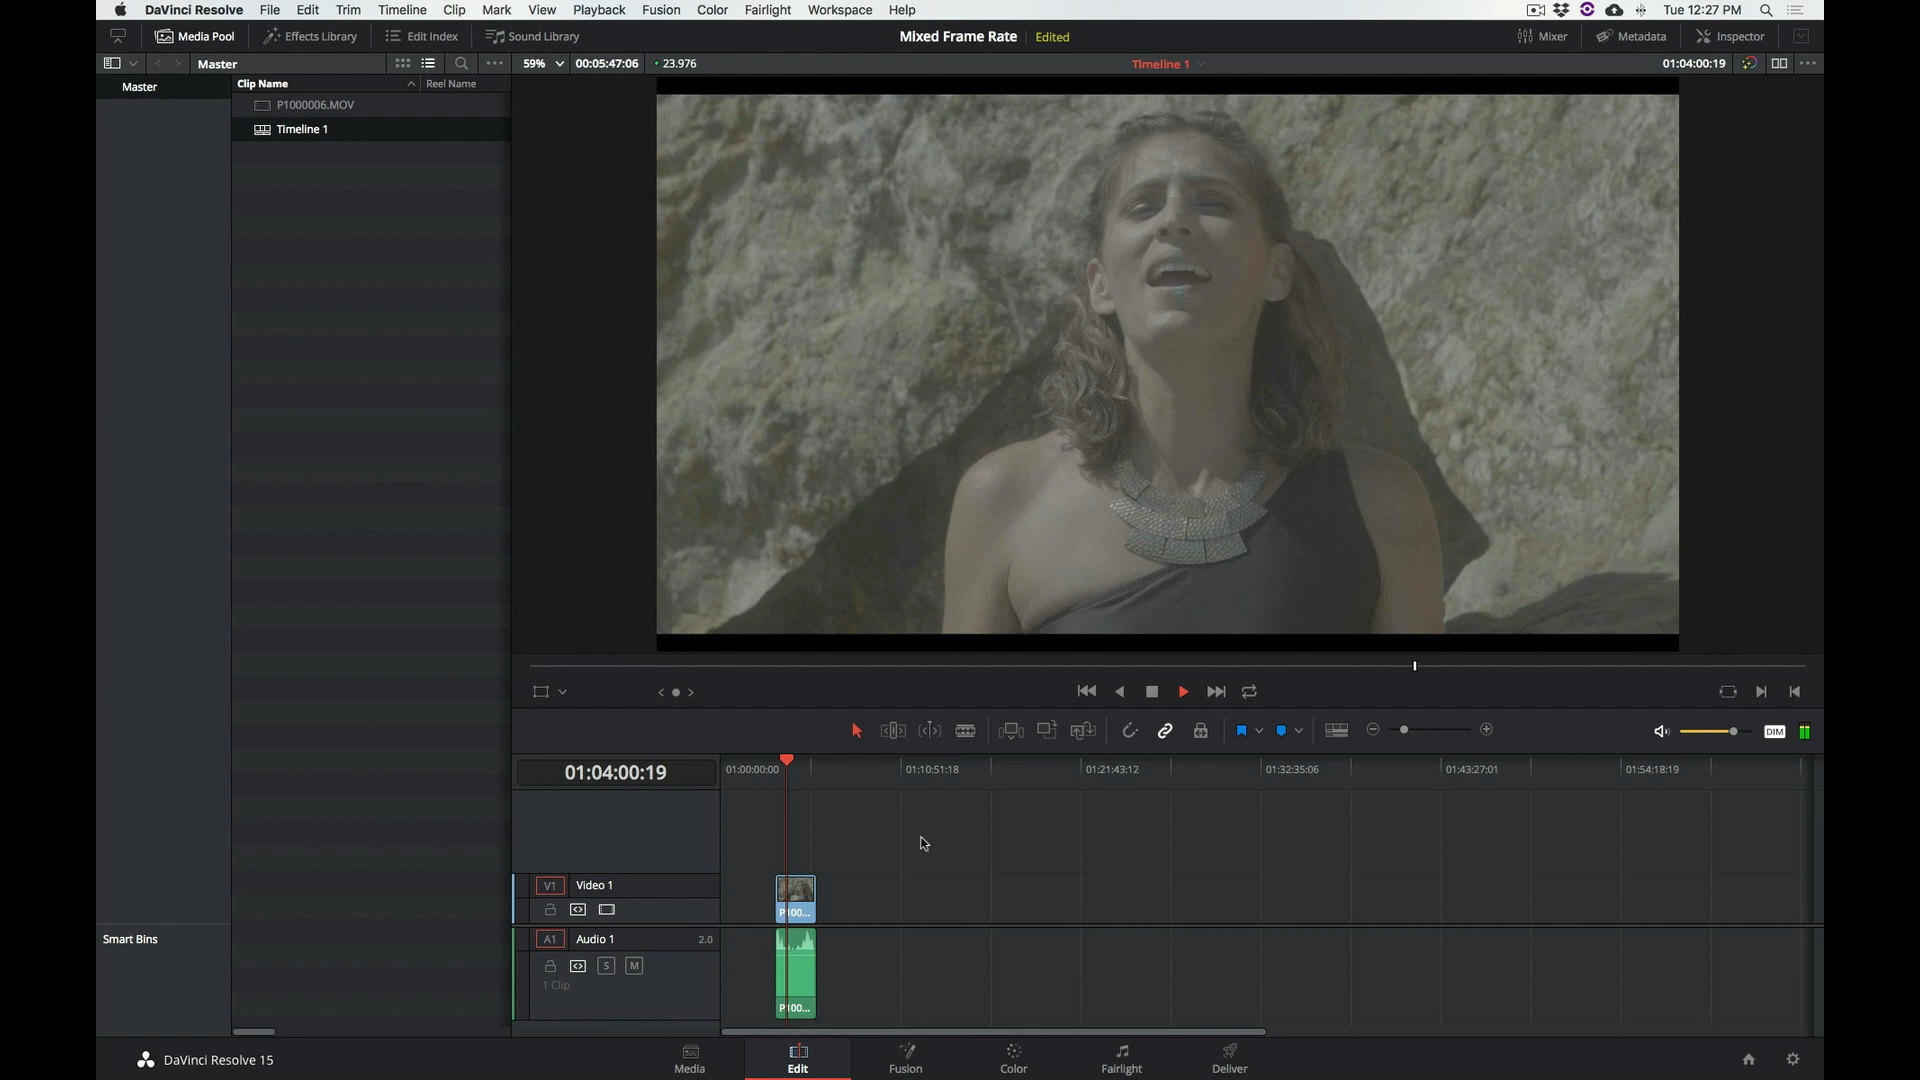 DaVinci Resolve File Edit Trim Timeline Clip Mark View Playback Fusion Color Fairlight Workspace Help Tue 12:27 PM
Media Pool Effects Library Edit Index Sound Library Mixed Frame Rate Edited Mixer Metadata Inspector
Master 59% 00:05:47:06 23.976 Timeline 1 01:04:00:19
Master Clip Name Reel Name
P1000006.MOV
Timeline 1
DIM
01:04:00:19 01:00:00:00 01:10:51:18 01:21:43:12 01:32:35:06 01:43:27:01 01:54:18:19
V1 Video 1
P100...
Smart Bins A1 Audio 1 2.0
S M
1 Clip
P100...
DaVinci Resolve 15 Media Edit Fusion Color Fairlight Deliver